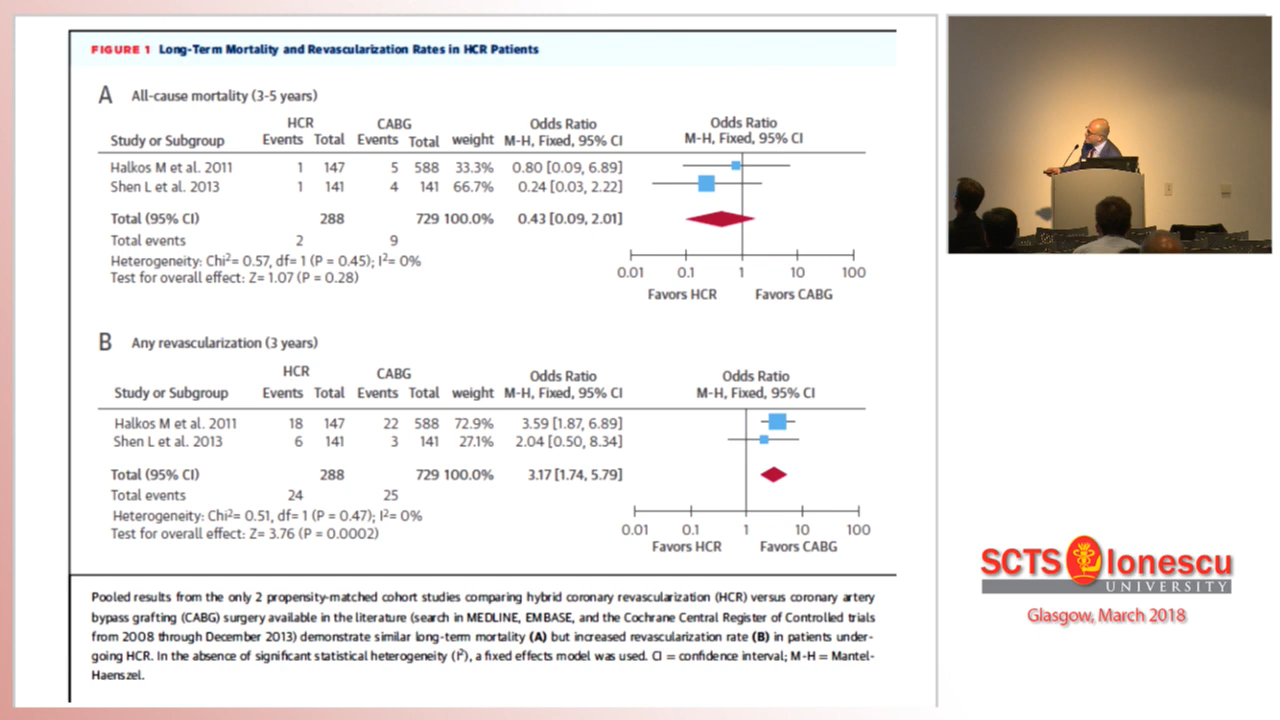 FIGURE 1 Long-Term Mortality and Revascularization Rates in HCR Patients
A All-cause mortality (3-5 years)
HCR CABG Odds Ratio Odds Ratio
Study or Subgroup Events Total Events Total weight M-H, Fixed, 95% CI M-H, Fixed, 95% CI
Halkos M et al. 2011 1 147 5 588 33.3% 0.80 [0.09, 6.89]
Shen L et al. 2013 1 141 4 141 66.7% 0.24 [0.03, 2.22]
Total (95% CI) 288 729 100.0% 0.43 [0.09, 2.01]
Total events 2 9
Heterogeneity: Chi²= 0.57, df= 1 (P = 0.45); I²= 0%
Test for overall effect: Z= 1.07 (P = 0.28)
0.01 0.1 1 10 100
Favors HCR Favors CABG
B Any revascularization (3 years)
HCR CABG Odds Ratio Odds Ratio
Study or Subgroup Events Total Events Total weight M-H, Fixed, 95% CI M-H, Fixed, 95% CI
Halkos M et al. 2011 18 147 22 588 72.9% 3.59 [1.87, 6.89]
Shen L et al. 2013 6 141 3 141 27.1% 2.04 [0.50, 8.34]
Total (95% CI) 288 729 100.0% 3.17 [1.74, 5.79]
Total events 24 25
Heterogeneity: Chi²= 0.51, df= 1 (P = 0.47); I²= 0%
Test for overall effect: Z= 3.76 (P = 0.0002)
0.01 0.1 1 10 100
Favors HCR Favors CABG
Pooled results from the only 2 propensity-matched cohort studies comparing hybrid coronary revascularization (HCR) versus coronary artery
bypass grafting (CABG) surgery available in the literature (search in MEDLINE, EMBASE, and the Cochrane Central Register of Controlled trials
from 2008 through December 2013) demonstrate similar long-term mortality (A) but increased revascularization rate (B) in patients under-
going HCR. In the absence of significant statistical heterogeneity (I²), a fixed effects model was used. CI = confidence interval; M-H = Mantel-
Haenszel.
SCTS Ionescu
UNIVERSITY
Glasgow, March 2018